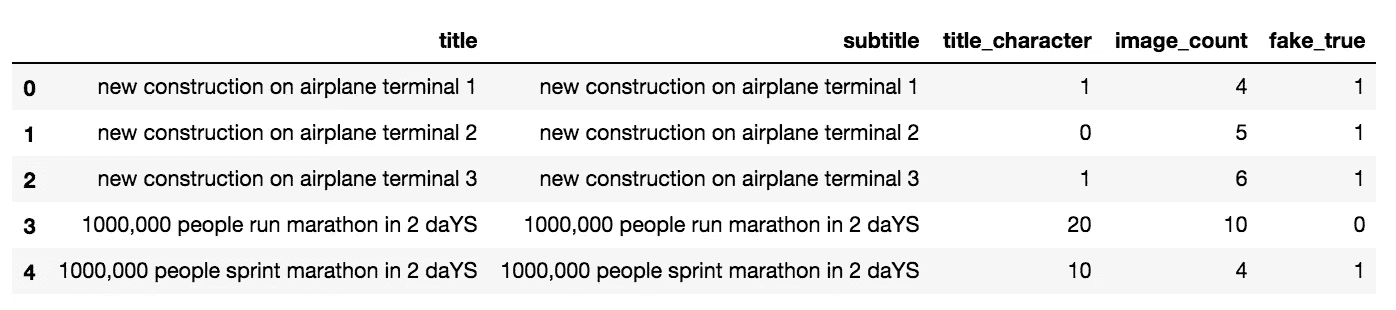 title subtitle title_character image_count fake_true
0 new construction on airplane terminal 1 new construction on airplane terminal 1 1 4 1
1 new construction on airplane terminal 2 new construction on airplane terminal 2 0 5 1
2 new construction on airplane terminal 3 new construction on airplane terminal 3 1 6 1
3 1000,000 people run marathon in 2 daYS 1000,000 people run marathon in 2 daYS 20 10 0
4 1000,000 people sprint marathon in 2 daYS 1000,000 people sprint marathon in 2 daYS 10 4 1